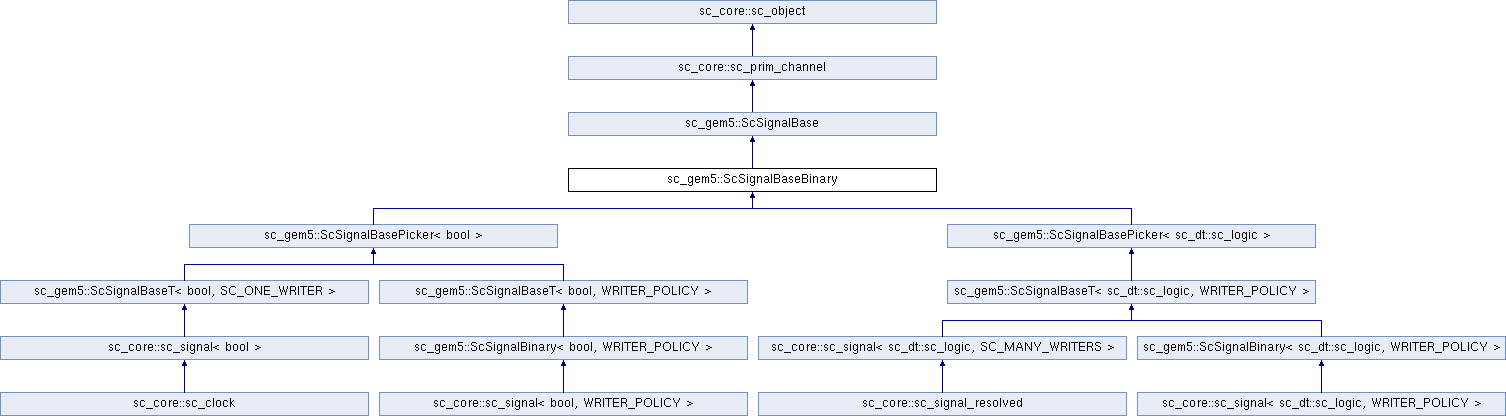 sc_core::sc_object
sc_core::sc_prim_channel
sc_gem5::ScSignalBase
sc_gem5::ScSignalBaseBinary
sc_gem5::ScSignalBasePicker< bool >
sc_gem5::ScSignalBasePicker< sc_dt::sc_logic >
sc_gem5::ScSignalBaseT< bool, SC_ONE_WRITER >
sc_gem5::ScSignalBaseT< bool, WRITER_POLICY >
sc_gem5::ScSignalBaseT< sc_dt::sc_logic, WRITER_POLICY >
sc_core::sc_signal< bool >
sc_gem5::ScSignalBinary< bool, WRITER_POLICY >
sc_core::sc_signal< sc_dt::sc_logic, SC_MANY_WRITERS >
sc_gem5::ScSignalBinary< sc_dt::sc_logic, WRITER_POLICY >
sc_core::sc_clock
sc_core::sc_signal< bool, WRITER_POLICY >
sc_core::sc_signal_resolved
sc_core::sc_signal< sc_dt::sc_logic, WRITER_POLICY >